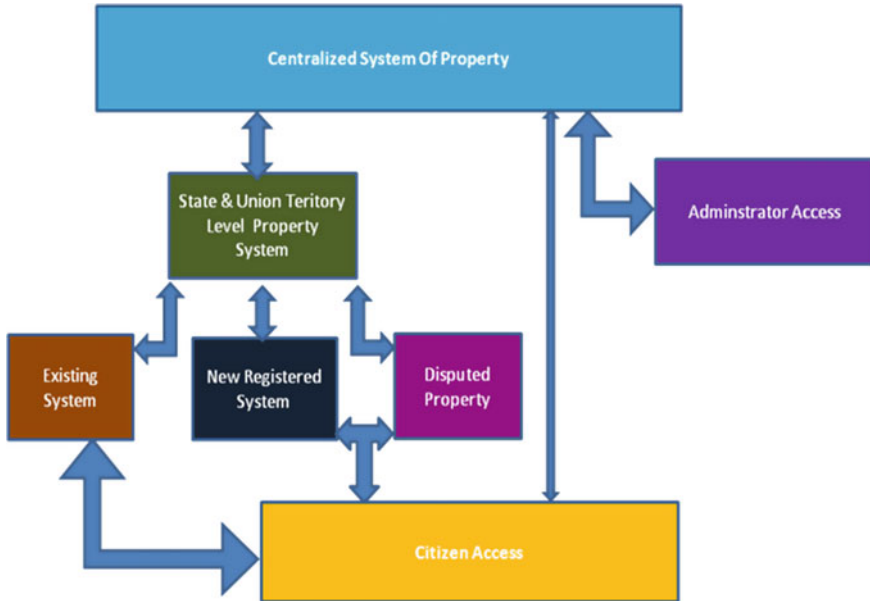 Centralized System Of Property
State & Union Teritory
Level Property
System
Adminstrator Access
Existing
System
New Registered
System
Disputed
Property
Citizen Access